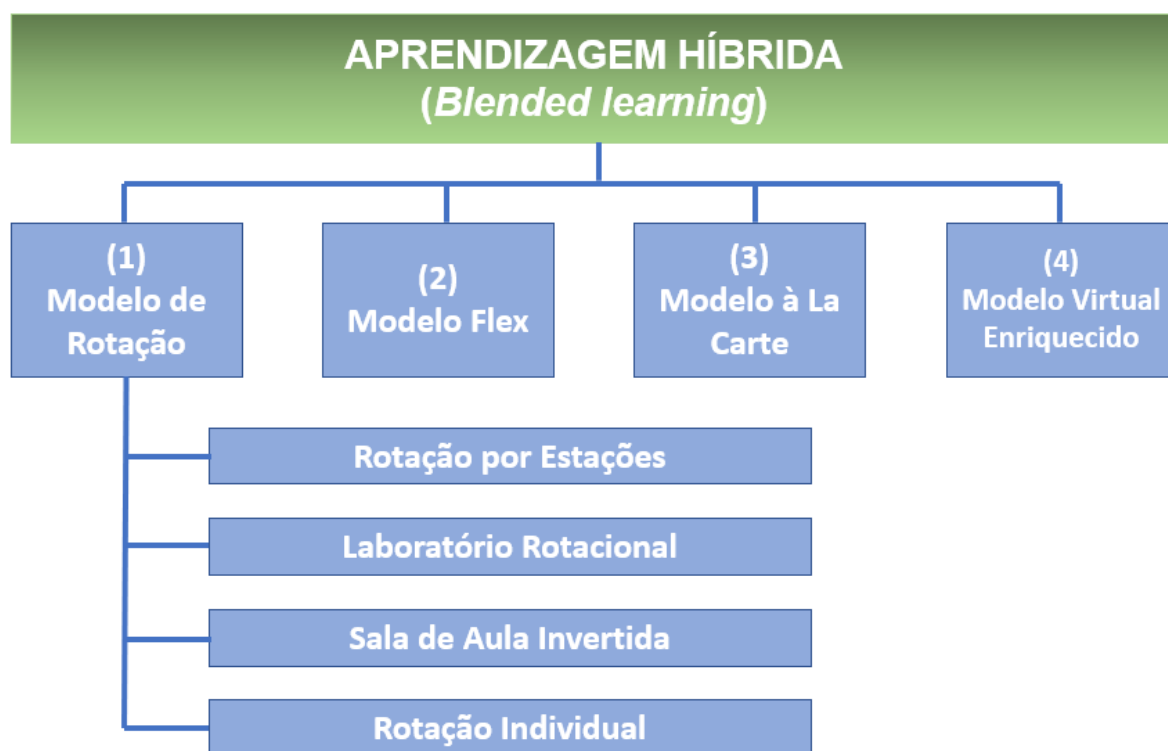 APRENDIZAGEM HÍBRIDA
(Blended learning)
(1)
Modelo de
Rotação
(2)
Modelo Flex
(3)
Modelo à La
Carte
(4)
Modelo Virtual
Enriquecido
Rotação por Estações
Laboratório Rotacional
Sala de Aula Invertida
Rotação Individual